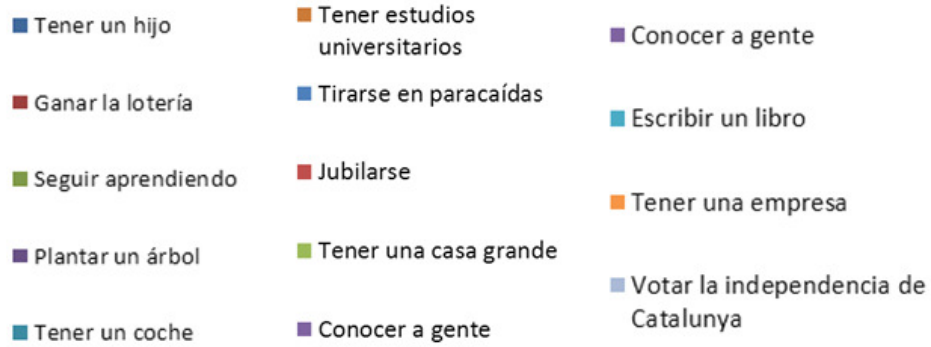 Tener un hijo
Ganar la lotería
Seguir aprendiendo
Plantar un árbol
Tener un coche
Tener estudios
universitarios
Tirarse en paracaídas
Jubilarse
Tener una casa grande
Conocer a gente
Conocer a gente
Escribir un libro
Tener una empresa
Votar la independencia de
Catalunya